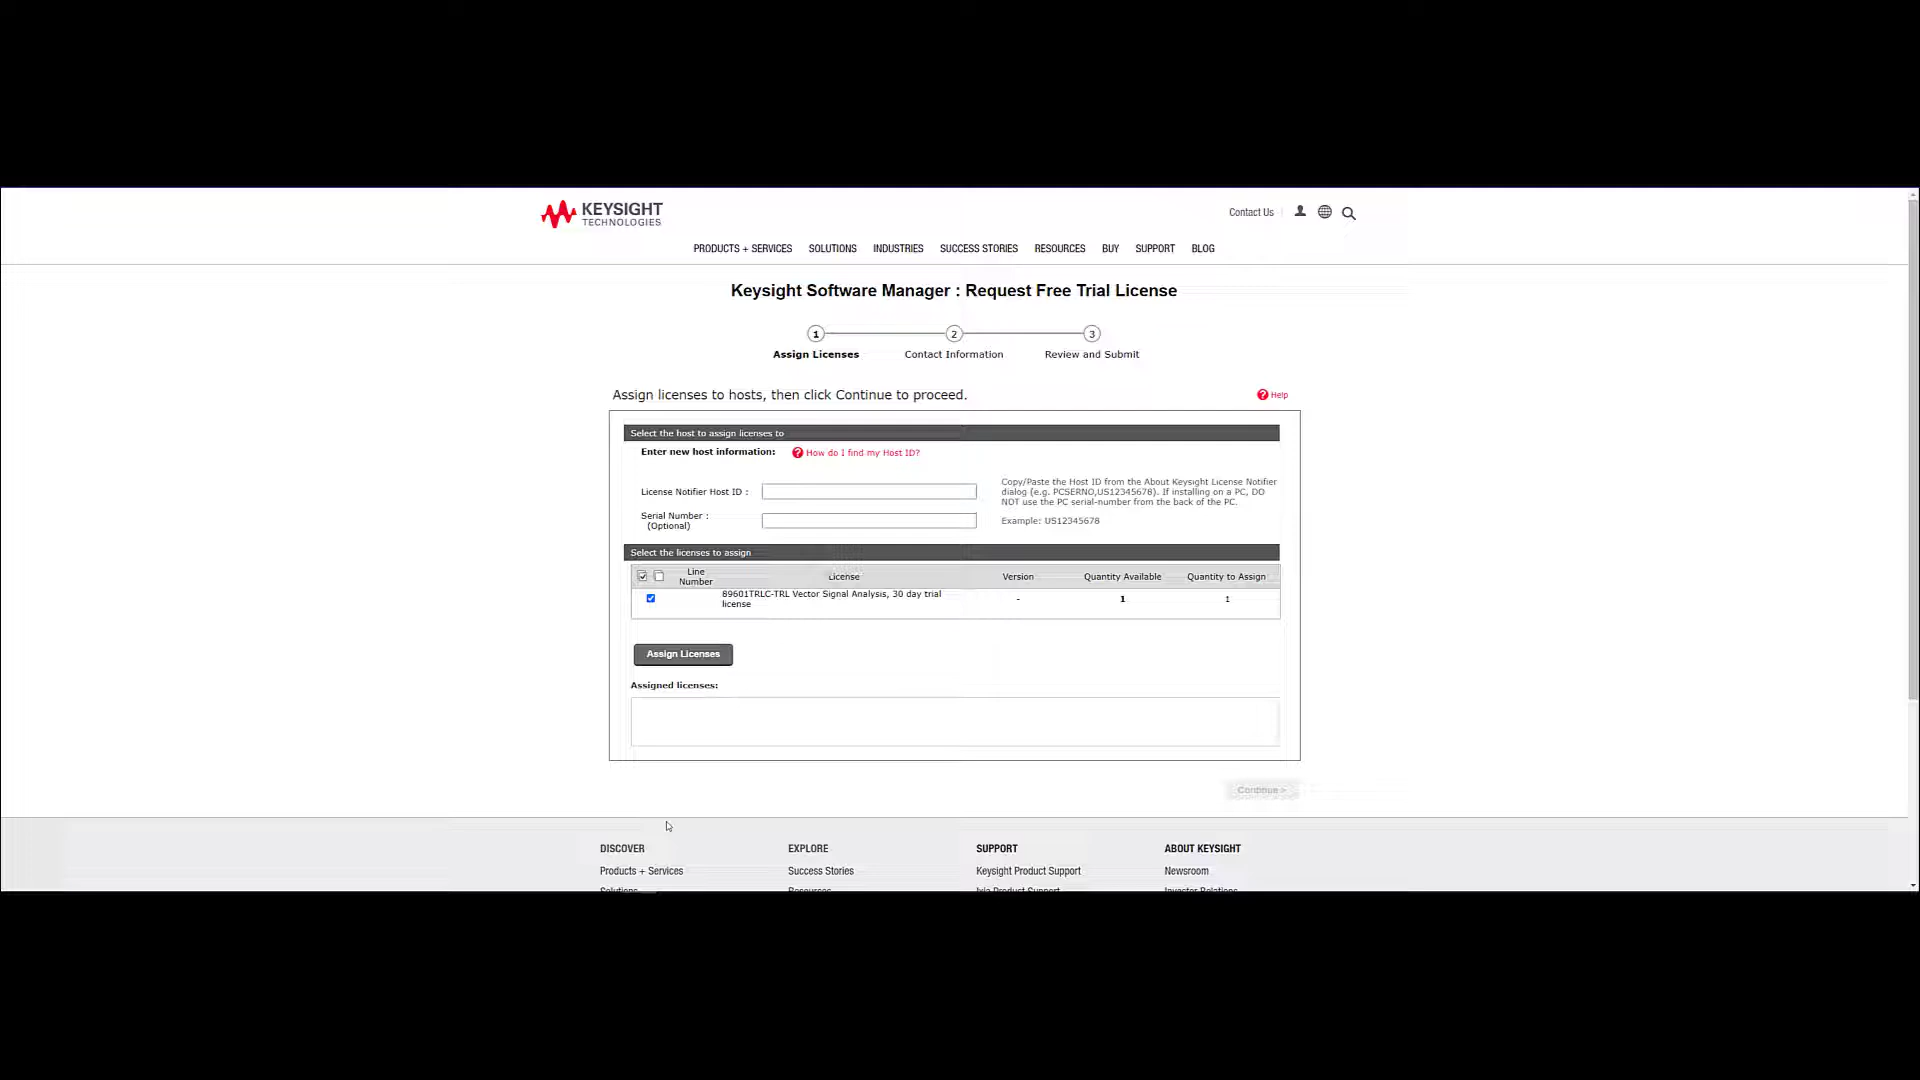 KEYSIGHT
TECHNOLOGIES
Contact Us
PRODUCTS + SERVICES SOLUTIONS INDUSTRIES SUCCESS STORIES RESOURCES BUY SUPPORT BLOG
Keysight Software Manager : Request Free Trial License
1 2 3
Assign Licenses Contact Information Review and Submit
Assign licenses to hosts, then click Continue to proceed.
? Help
Select the host to assign licenses to
Enter new host information: ? How do I find my Host ID?
License Notifier Host ID :
Copy/Paste the Host ID from the About Keysight License Notifier
dialog (e.g. PCSERNO,US12345678). If installing on a PC, DO
NOT use the PC serial-number from the back of the PC.
Serial Number :
(Optional)
Example: US12345678
Select the licenses to assign
Line
Number
License Version Quantity Available Quantity to Assign
89601TRLC-TRL Vector Signal Analysis, 30 day trial
license
- 1 1
Assign Licenses
Assigned licenses:
Continue >
DISCOVER EXPLORE SUPPORT ABOUT KEYSIGHT
Products + Services Success Stories Keysight Product Support Newsroom
Solutions Resources Ixia Product Support Investor Relations